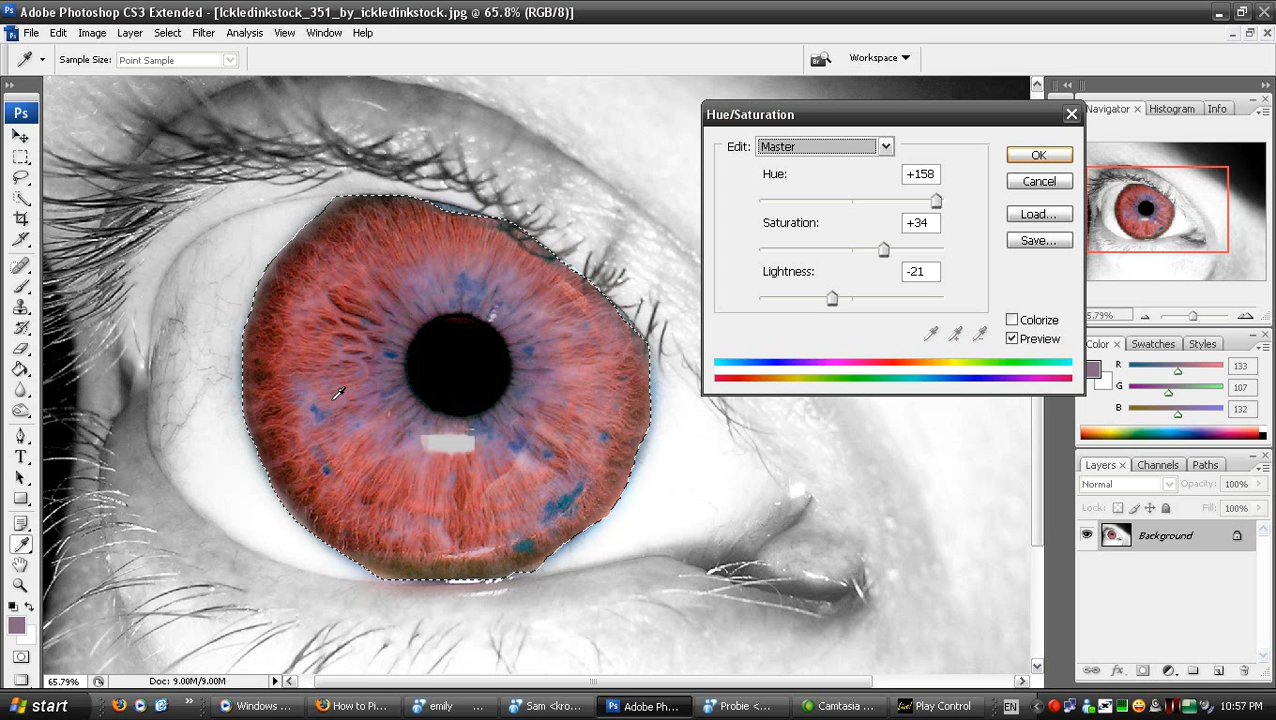 Adobe Photoshop CS3 Extended - [Ickledinkstock_351_by_ickledinkstock.jpg @ 65.8% (RGB/8)]
File Edit Image Layer Select Filter Analysis View Window Help
Sample Size: Point Sample
Br Workspace
Ps
Hue/Saturation
Edit: Master
Hue: +158
Saturation: +34
Lightness: -21
OK
Cancel
Load...
Save...
Colorize
Preview
Navigator Histogram Info
5.79%
Color Swatches Styles
R 133
G 107
B 132
Layers Channels Paths
Normal Opacity: 100%
Lock: Fill: 100%
Background
T
65.79% Doc: 9.00M/9.00M
start Windows ... How to Pi... emily ... Sam <kro... Adobe Ph... Probie <... Camtasia ... Play Control EN 10:57 PM